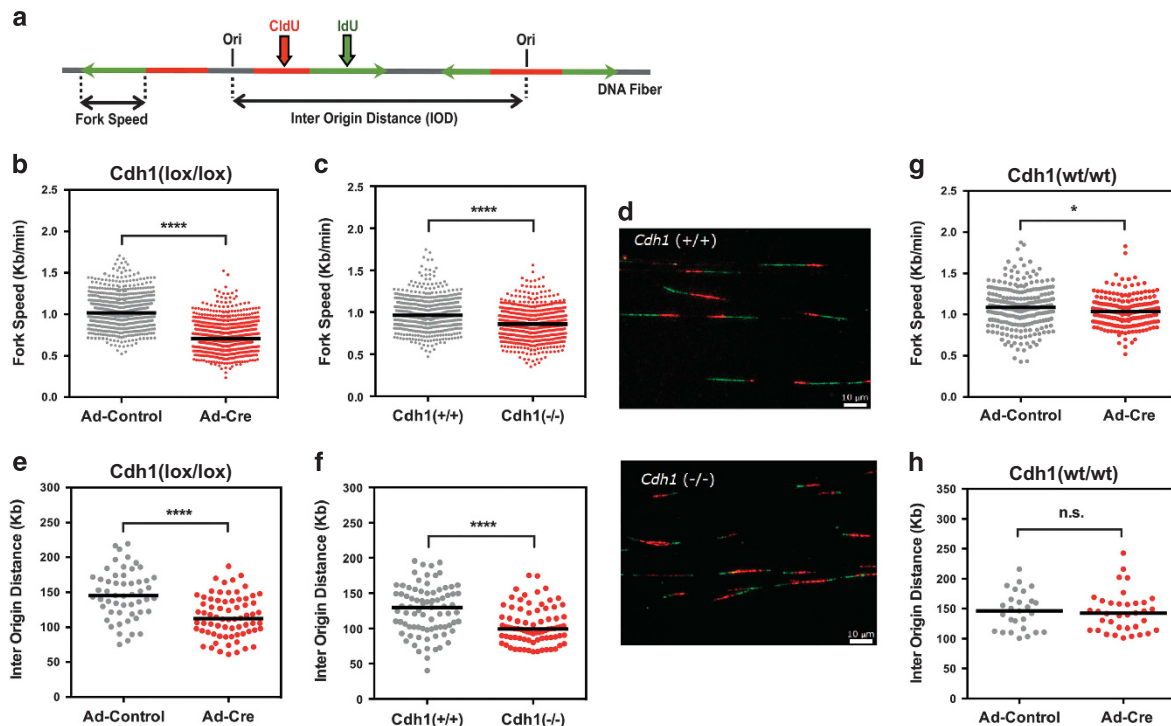 a
CldU
IdU
Ori
Ori
DNA Fiber
Fork Speed
Inter Origin Distance (IOD)
b
Cdh1(lox/lox)
Fork Speed (Kb/min)
2.5
2.0
1.5
1.0
0.5
0.0
****
Ad-Control
Ad-Cre
c
Fork Speed (Kb/min)
2.5
2.0
1.5
1.0
0.5
0.0
****
Cdh1(+/+)
Cdh1(-/-)
d
Cdh1 (+/+)
10 µm
Cdh1 (-/-)
10 µm
e
Cdh1(lox/lox)
Inter Origin Distance (Kb)
300
250
200
150
100
50
0
****
Ad-Control
Ad-Cre
f
Inter Origin Distance (Kb)
300
250
200
150
100
50
0
****
Cdh1(+/+)
Cdh1(-/-)
g
Cdh1(wt/wt)
Fork Speed (Kb/min)
2.5
2.0
1.5
1.0
0.5
0.0
*
Ad-Control
Ad-Cre
h
Cdh1(wt/wt)
Inter Origin Distance (Kb)
350
300
250
200
150
100
50
0
n.s.
Ad-Control
Ad-Cre